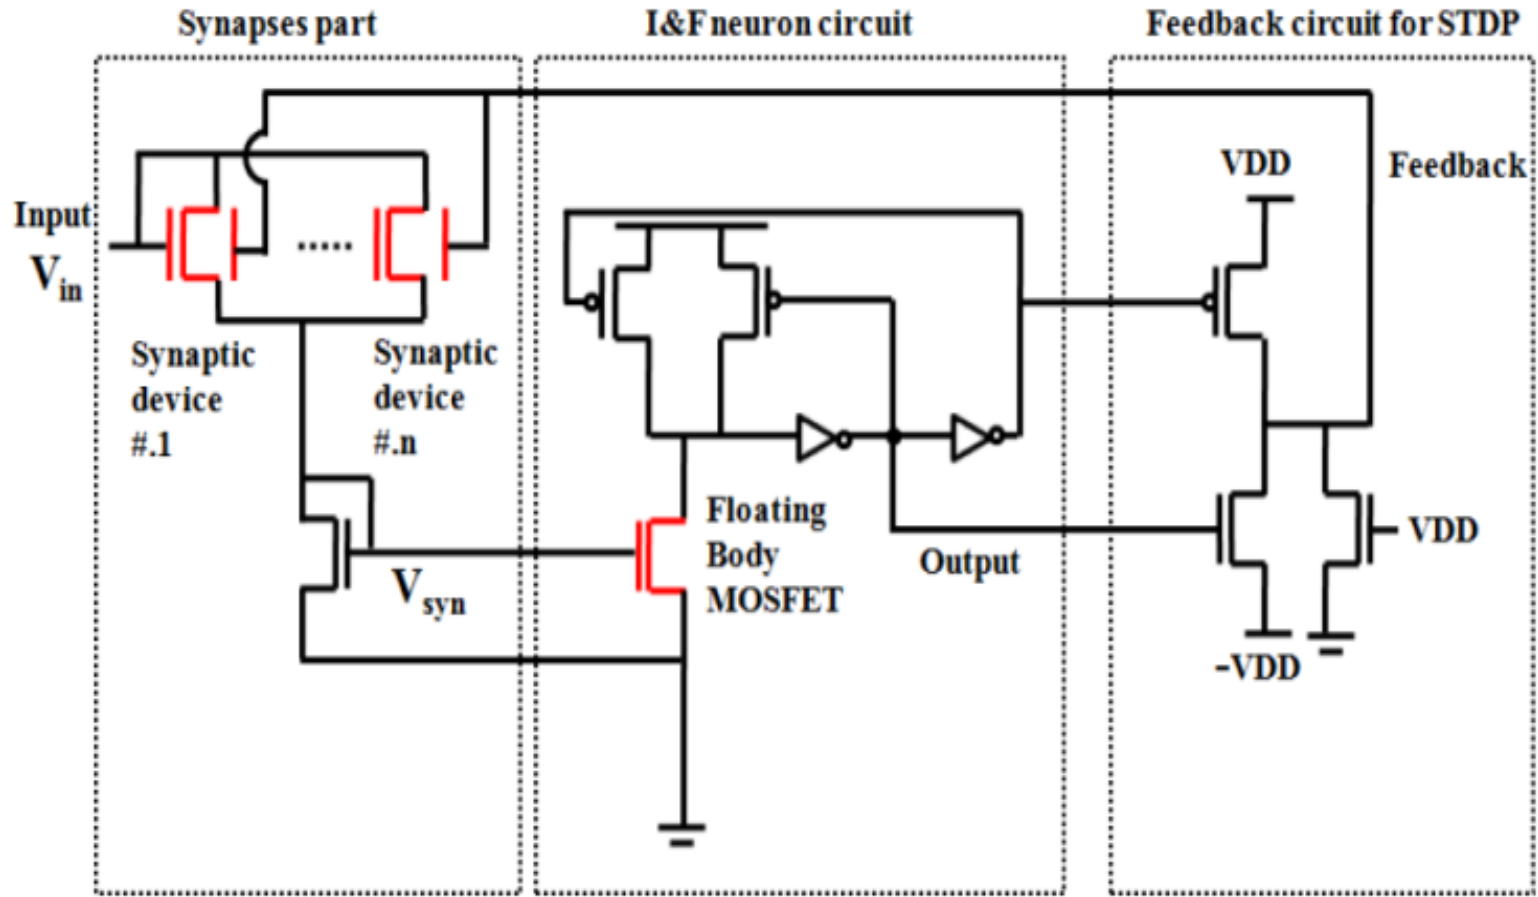 Synapses part
I&F neuron circuit
Feedback circuit for STDP
VDD
Feedback
Input
Vin
Synaptic
device
#.1
Synaptic
device
#.n
Floating
Body
MOSFET
Vsyn
Output
VDD
–VDD